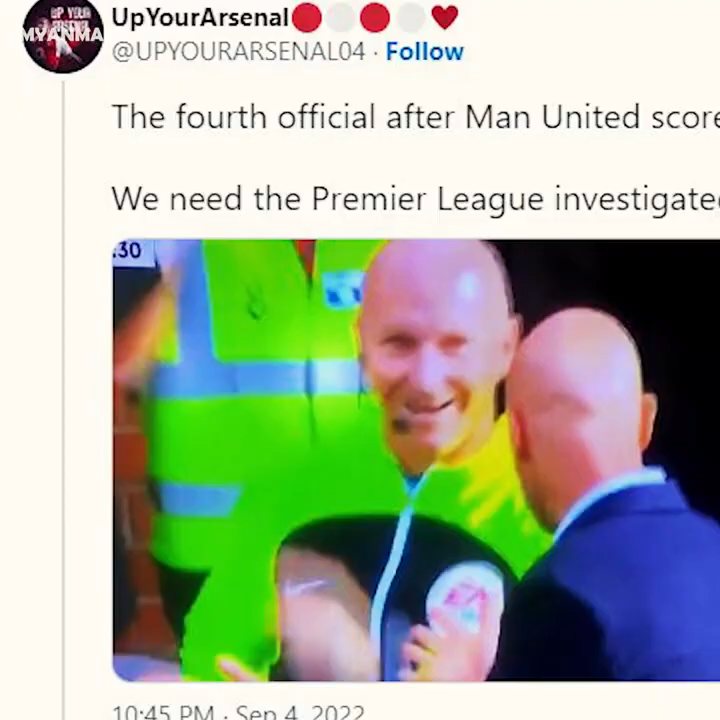 UP YOUR
MYANMA
UpYourArsenal
@UPYOURARSENAL04 · Follow
The fourth official after Man United score
We need the Premier League investigated
:30
10:45 PM · Sep 4, 2022